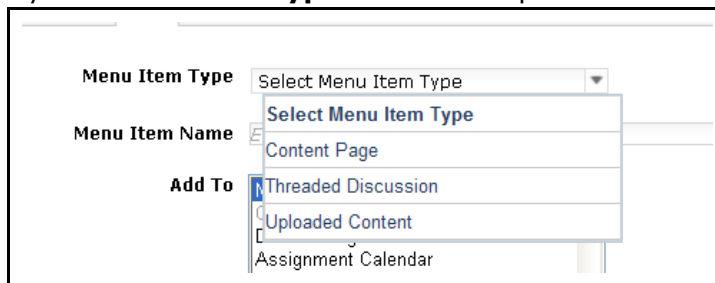 Menu Item Type Select Menu Item Type
Select Menu Item Type
Menu Item Name
Content Page
Add To Threaded Discussion
Uploaded Content
Assignment Calendar